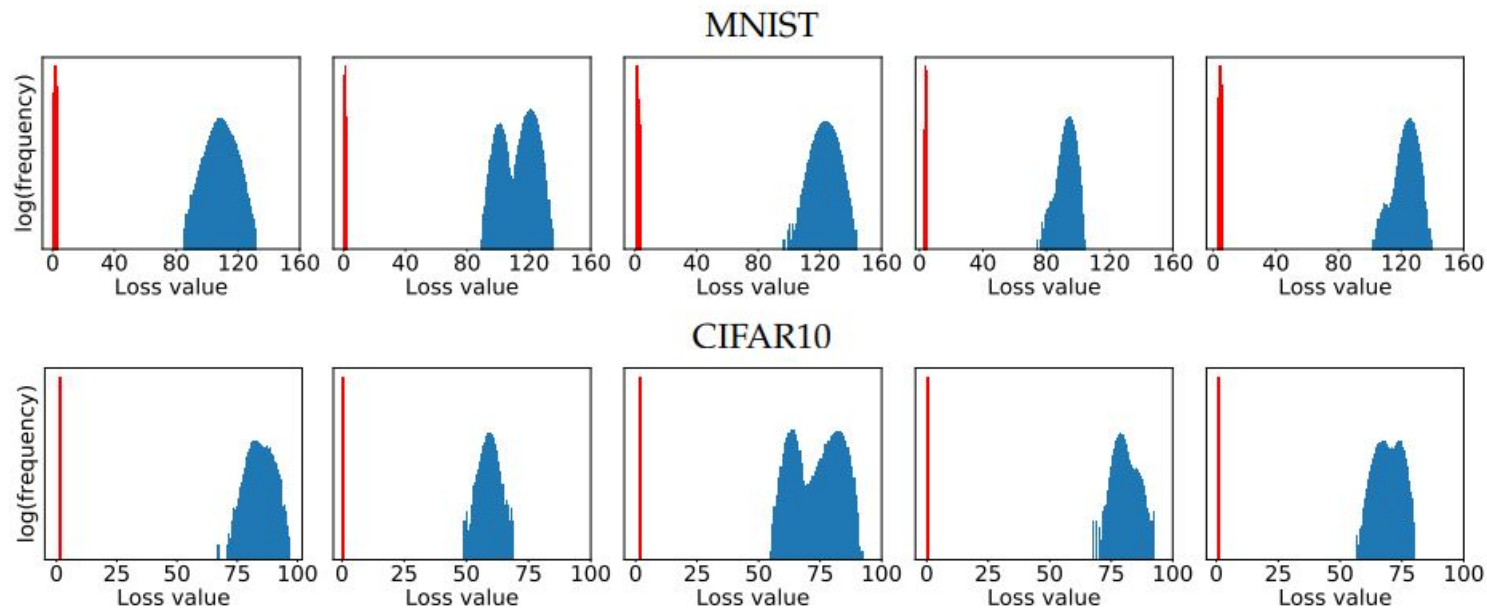 MNIST
log(frequency)
0 40 80 120 160 0 40 80 120 160 0 40 80 120 160 0 40 80 120 160 0 40 80 120 160
Loss value Loss value Loss value Loss value Loss value
CIFAR10
log(frequency)
0 25 50 75 100 0 25 50 75 100 0 25 50 75 100 0 25 50 75 100 0 25 50 75 100
Loss value Loss value Loss value Loss value Loss value